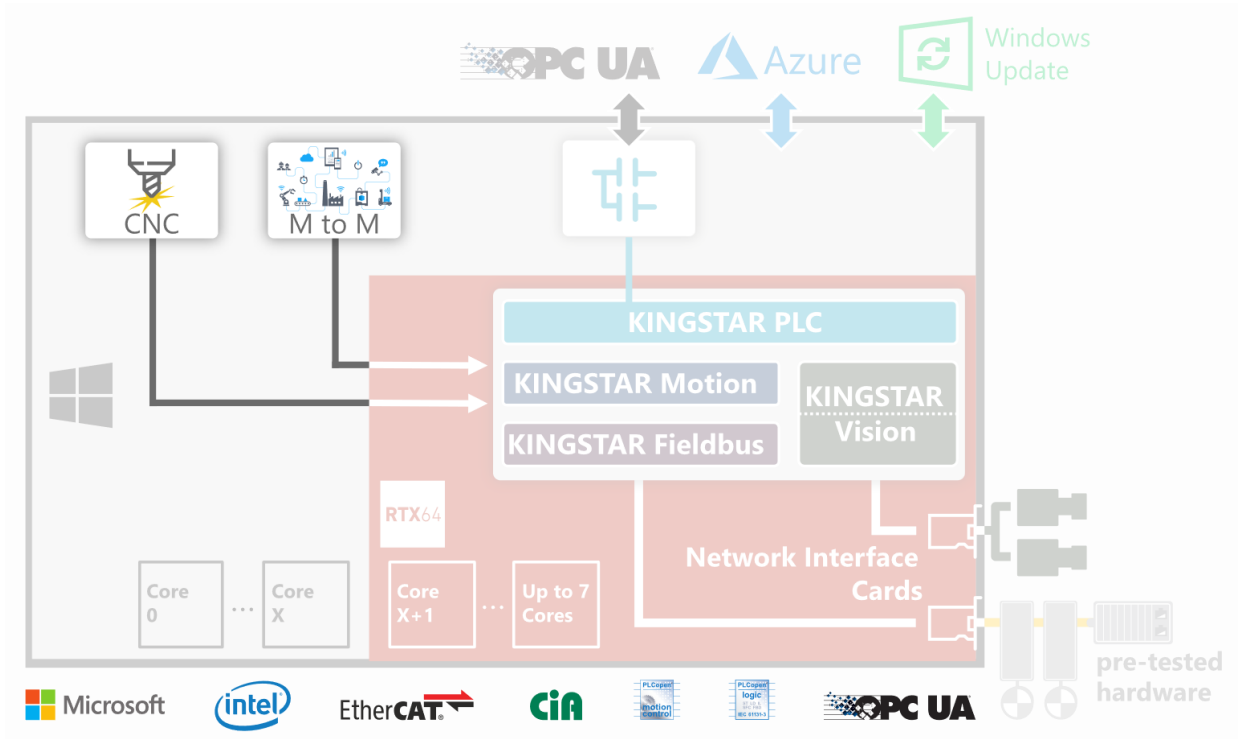 OPC UA
Azure
Windows
Update
CNC
M to M
KINGSTAR PLC
KINGSTAR Motion
KINGSTAR
Vision
KINGSTAR Fieldbus
RTX64
Network Interface
Cards
Core
0
...
Core
X
Core
X+1
...
Up to 7
Cores
pre-tested
hardware
Microsoft
intel
EtherCAT
CiA
PLCopen
motion
control
PLCopen
logic
IEC 61131-3
OPC UA